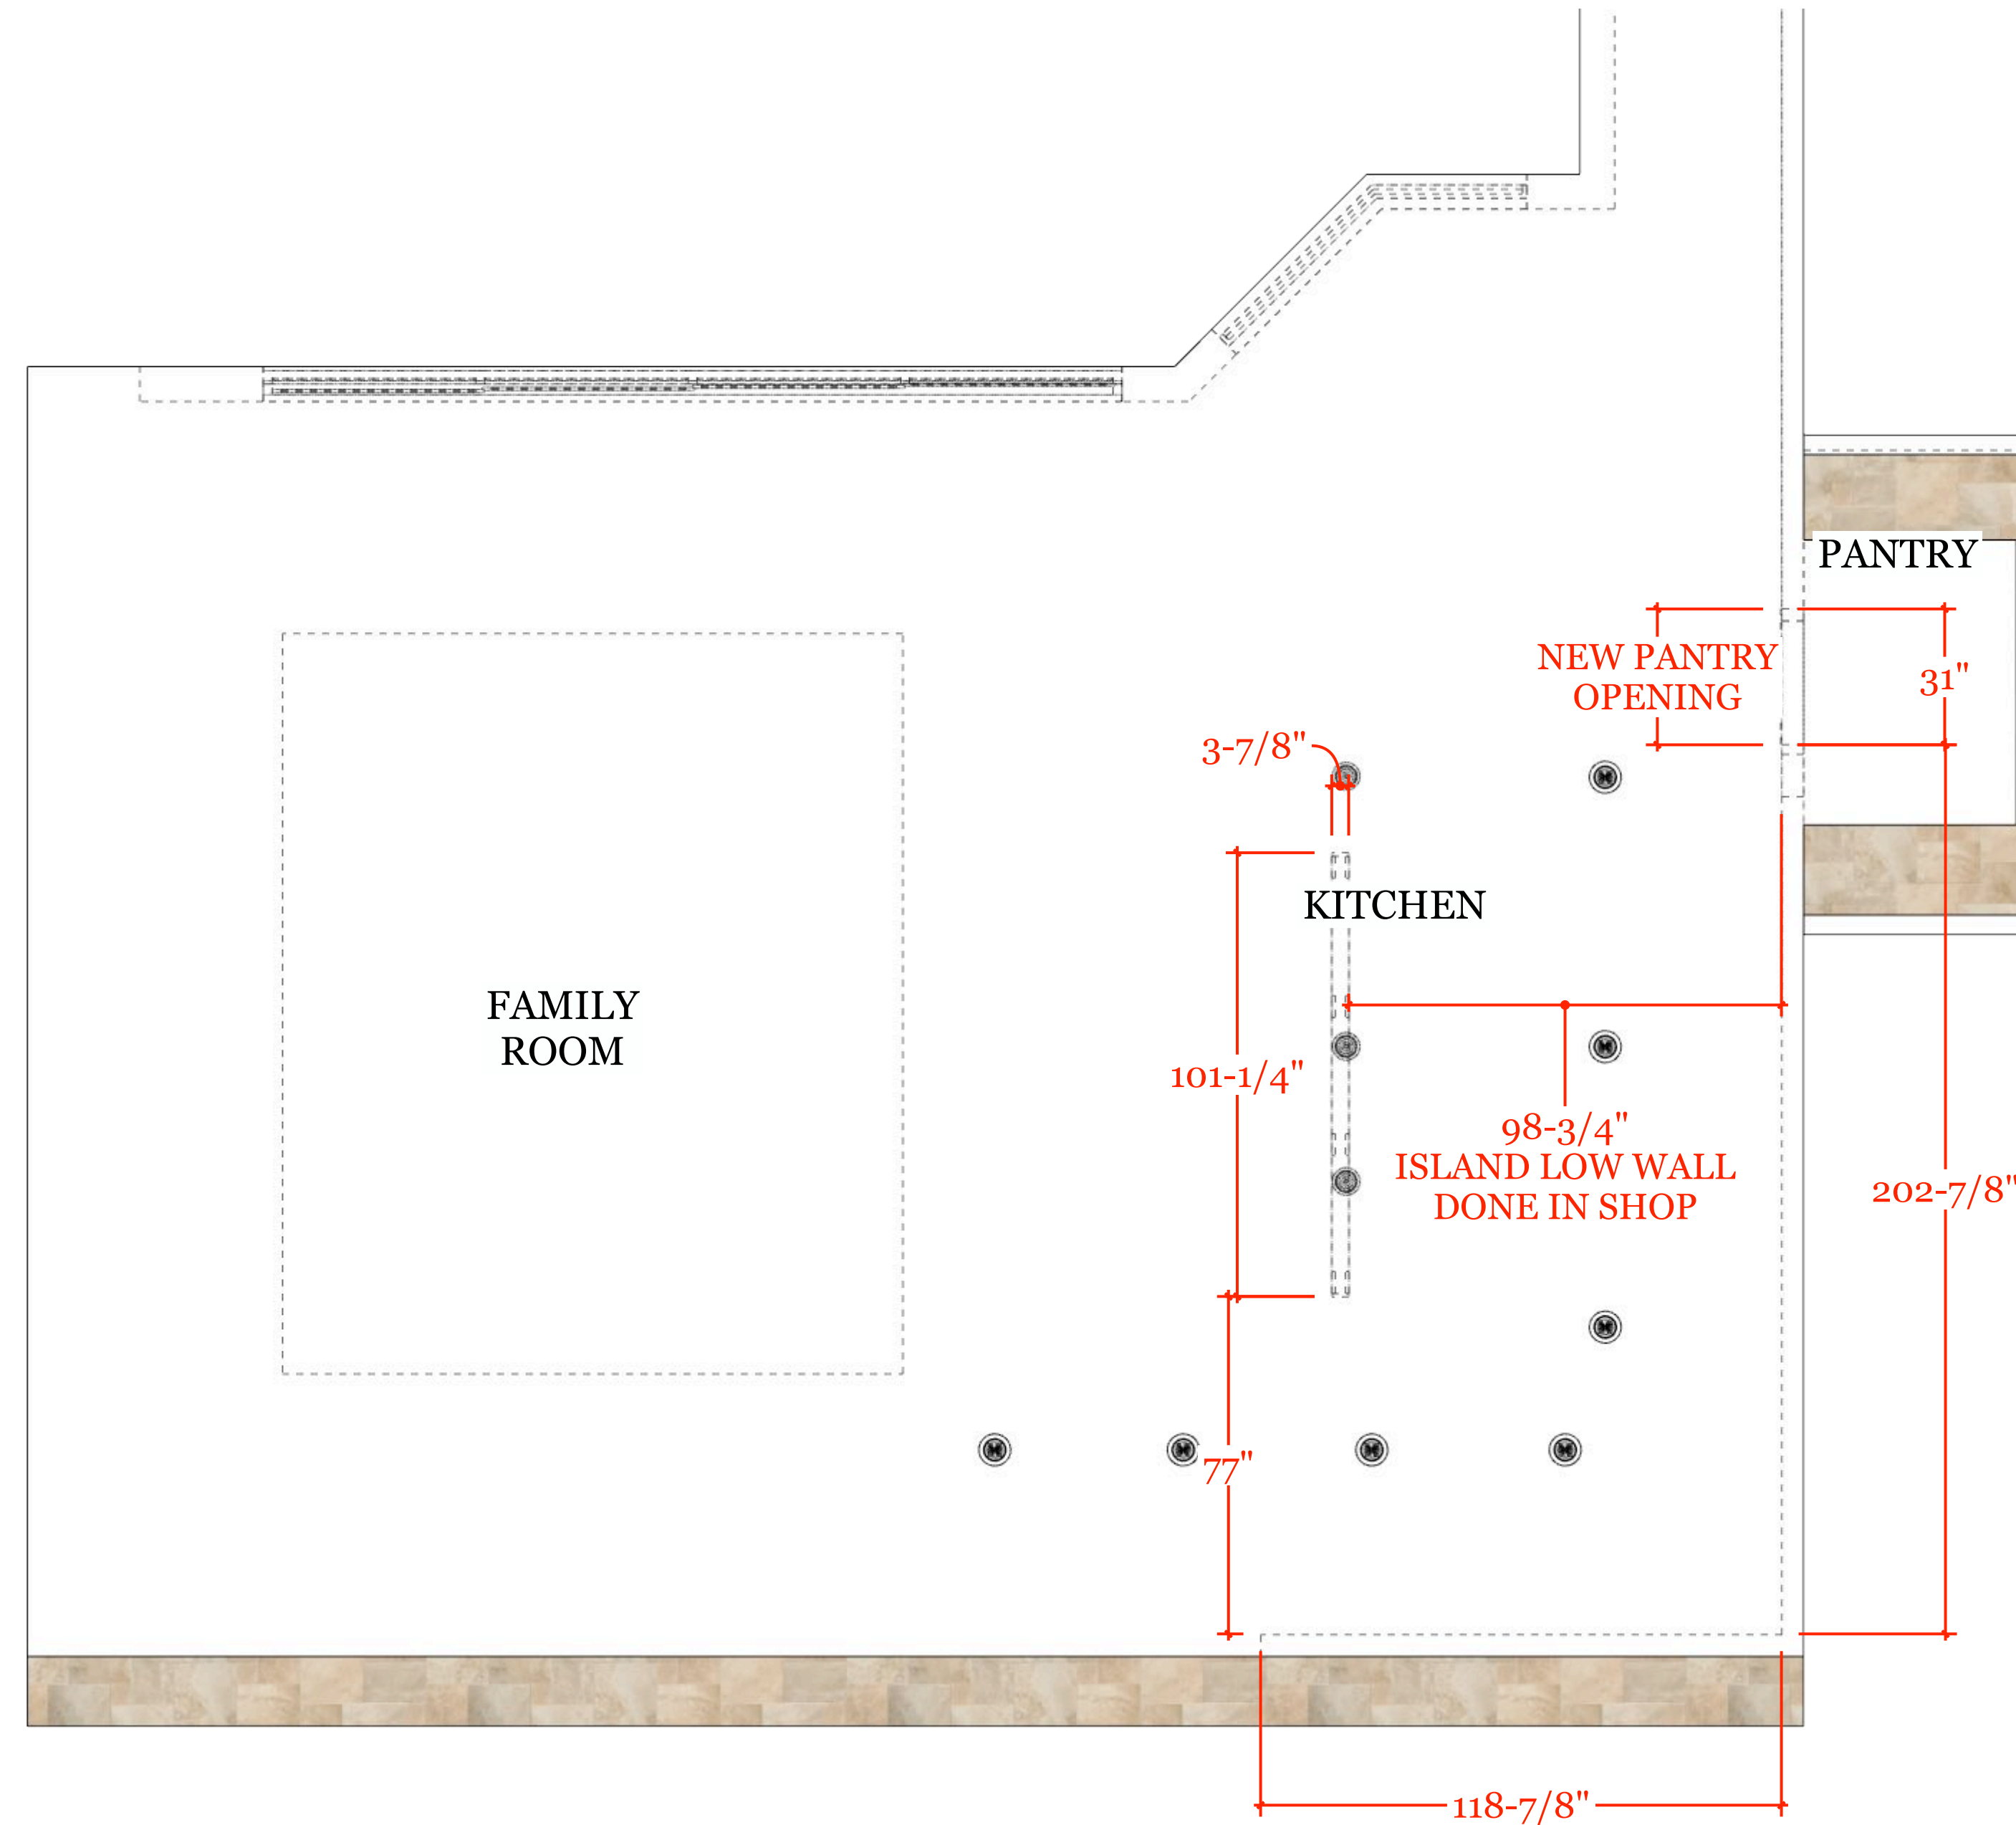 PANTRY
NEW PANTRY
OPENING
31"
3-7/8"
KITCHEN
FAMILY
ROOM
101-1/4"
98-3/4"
ISLAND LOW WALL
DONE IN SHOP
202-7/8"
77"
118-7/8"